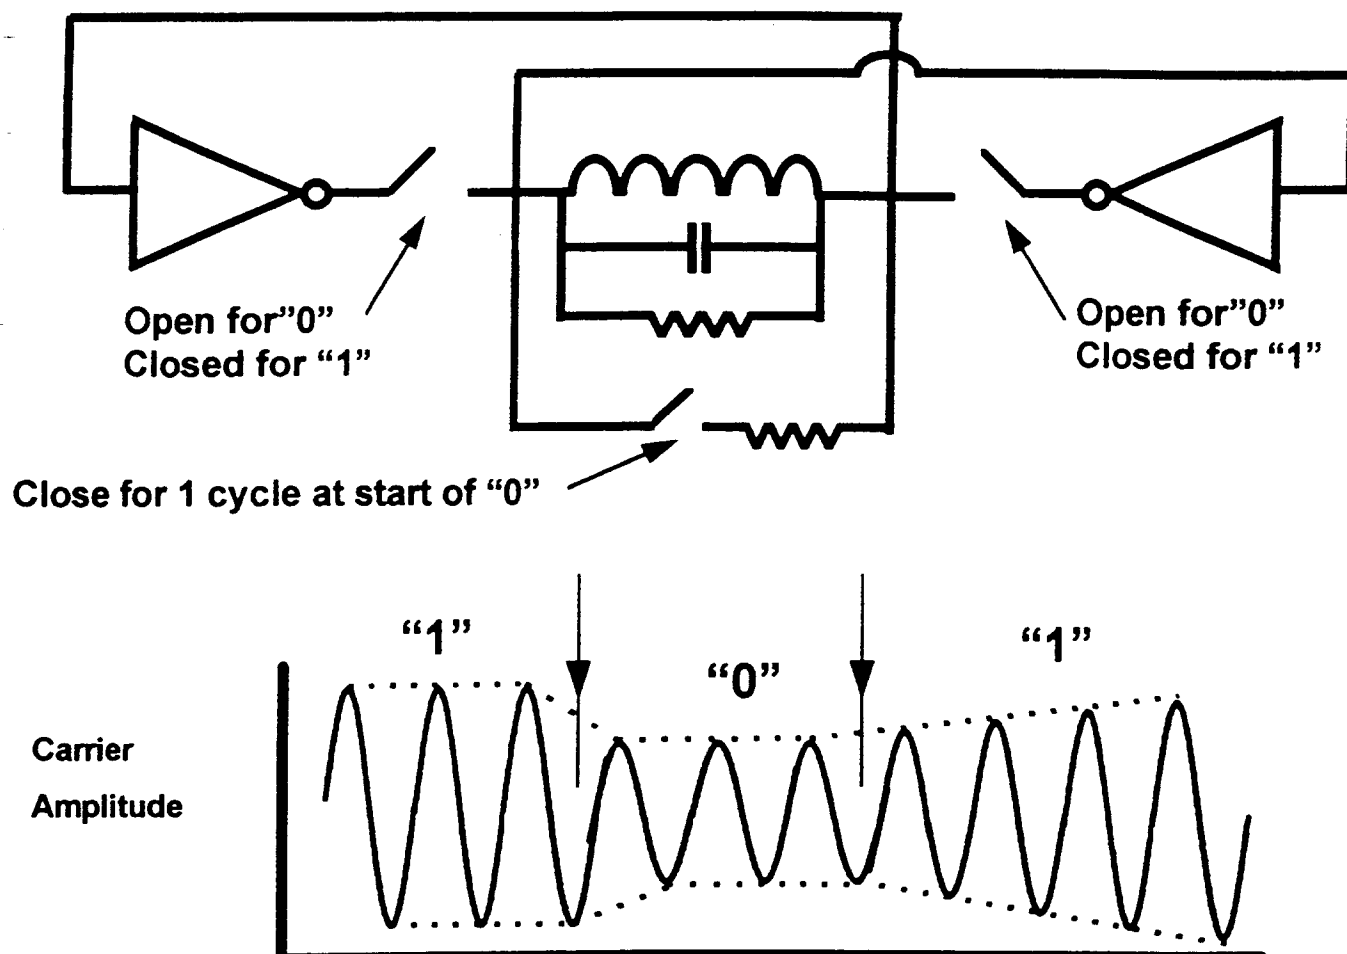 Open for”0”
Closed for “1”
Open for”0”
Closed for “1”
Close for 1 cycle at start of “0”
“1”
“0”
“1”
Carrier
Amplitude